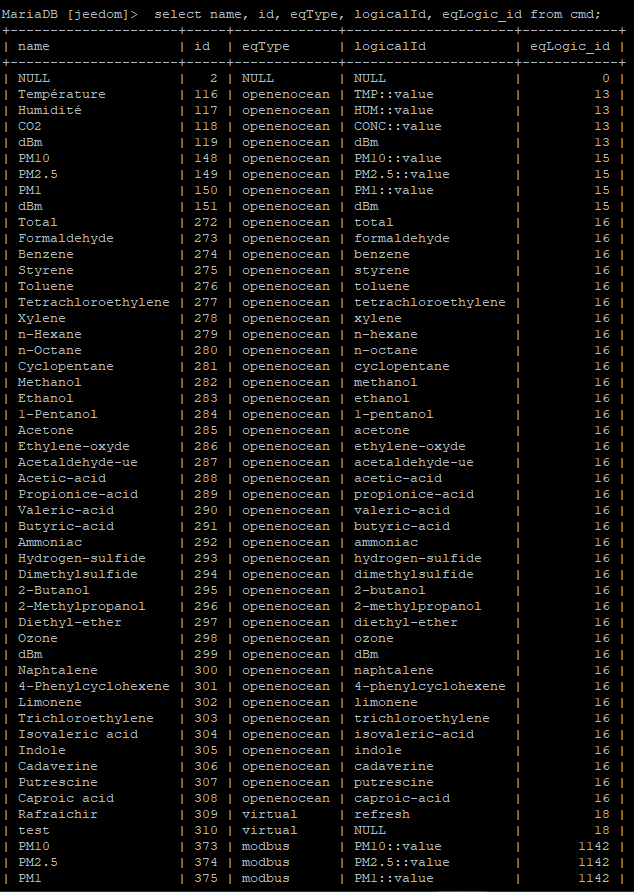 MariaDB [jeedom]>  select name, id, eqType, logicalId, eqLogic_id from cmd;
+---------------------+-----+------------+---------------------+------------+
| name                | id  | eqType     | logicalId           | eqLogic_id |
+---------------------+-----+------------+---------------------+------------+
| NULL                |   2 | NULL       | NULL                |          0 |
| Température         | 116 | openenocean | TMP::value          |         13 |
| Humidité            | 117 | openenocean | HUM::value          |         13 |
| CO2                 | 118 | openenocean | CONC::value         |         13 |
| dBm                 | 119 | openenocean | dBm                 |         13 |
| PM10                | 148 | openenocean | PM10::value         |         15 |
| PM2.5               | 149 | openenocean | PM2.5::value        |         15 |
| PM1                 | 150 | openenocean | PM1::value          |         15 |
| dBm                 | 151 | openenocean | dBm                 |         15 |
| Total               | 272 | openenocean | total               |         16 |
| Formaldehyde        | 273 | openenocean | formaldehyde        |         16 |
| Benzene             | 274 | openenocean | benzene             |         16 |
| Styrene             | 275 | openenocean | styrene             |         16 |
| Toluene             | 276 | openenocean | toluene             |         16 |
| Tetrachloroethylene | 277 | openenocean | tetrachloroethylene |         16 |
| Xylene              | 278 | openenocean | xylene              |         16 |
| n-Hexane            | 279 | openenocean | n-hexane            |         16 |
| n-Octane            | 280 | openenocean | n-octane            |         16 |
| Cyclopentane        | 281 | openenocean | cyclopentane        |         16 |
| Methanol            | 282 | openenocean | methanol            |         16 |
| Ethanol             | 283 | openenocean | ethanol             |         16 |
| 1-Pentanol          | 284 | openenocean | 1-pentanol          |         16 |
| Acetone             | 285 | openenocean | acetone             |         16 |
| Ethylene-oxyde      | 286 | openenocean | ethylene-oxyde      |         16 |
| Acetaldehyde-ue     | 287 | openenocean | acetaldehyde-ue     |         16 |
| Acetic-acid         | 288 | openenocean | acetic-acid         |         16 |
| Propionice-acid     | 289 | openenocean | propionice-acid     |         16 |
| Valeric-acid        | 290 | openenocean | valeric-acid        |         16 |
| Butyric-acid        | 291 | openenocean | butyric-acid        |         16 |
| Ammoniac            | 292 | openenocean | ammoniac            |         16 |
| Hydrogen-sulfide    | 293 | openenocean | hydrogen-sulfide    |         16 |
| Dimethylsulfide     | 294 | openenocean | dimethylsulfide     |         16 |
| 2-Butanol           | 295 | openenocean | 2-butanol           |         16 |
| 2-Methylpropanol    | 296 | openenocean | 2-methylpropanol    |         16 |
| Diethyl-ether       | 297 | openenocean | diethyl-ether       |         16 |
| Ozone               | 298 | openenocean | ozone               |         16 |
| dBm                 | 299 | openenocean | dBm                 |         16 |
| Naphtalene          | 300 | openenocean | naphtalene          |         16 |
| 4-Phenylcyclohexene | 301 | openenocean | 4-phenylcyclohexene |         16 |
| Limonene            | 302 | openenocean | limonene            |         16 |
| Trichloroethylene   | 303 | openenocean | trichloroethylene   |         16 |
| Isovaleric acid     | 304 | openenocean | isovaleric-acid     |         16 |
| Indole              | 305 | openenocean | indole              |         16 |
| Cadaverine          | 306 | openenocean | cadaverine          |         16 |
| Putrescine          | 307 | openenocean | putrescine          |         16 |
| Caproic acid        | 308 | openenocean | caproic-acid        |         16 |
| Rafraichir          | 309 | virtual    | refresh             |         18 |
| test                | 310 | virtual    | NULL                |         18 |
| PM10                | 373 | modbus     | PM10::value         |       1142 |
| PM2.5               | 374 | modbus     | PM2.5::value        |       1142 |
| PM1                 | 375 | modbus     | PM1::value          |       1142 |